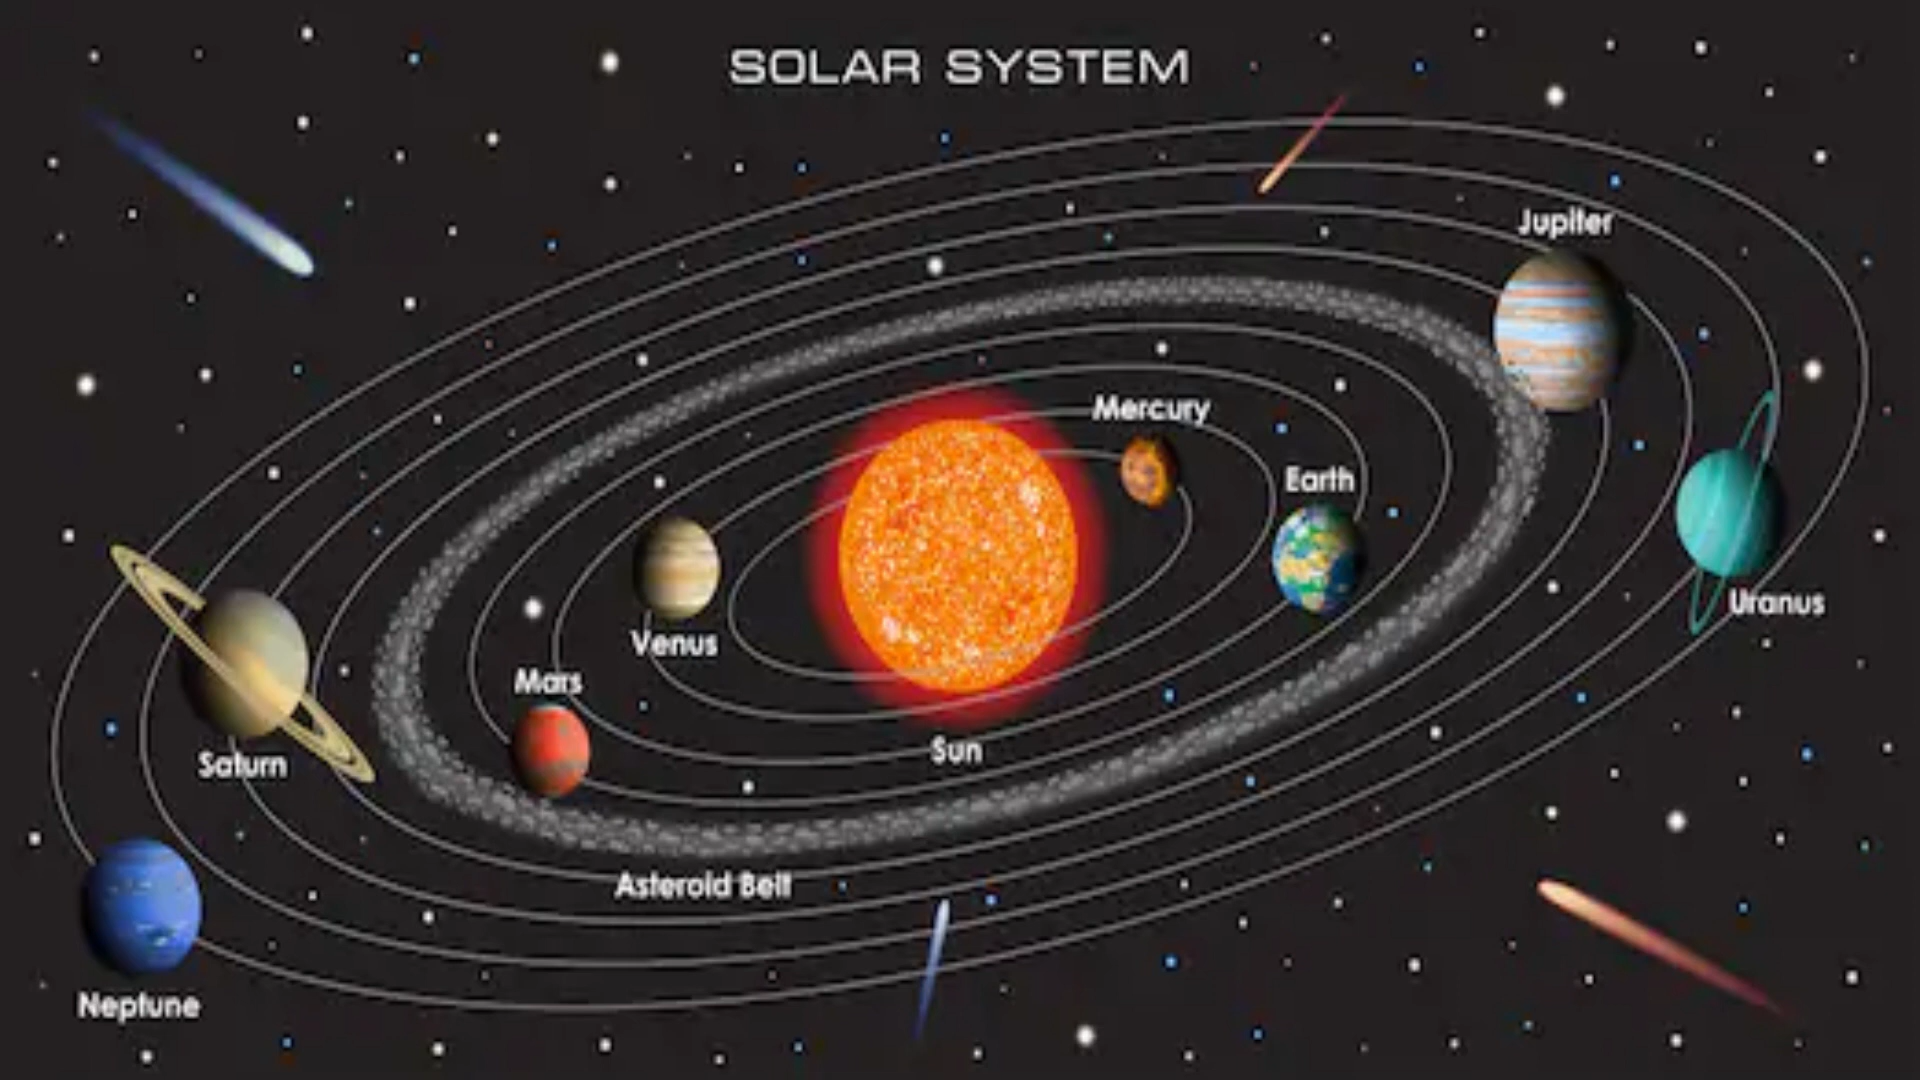 SOLAR SYSTEM
Jupiter
Mercury
Earth
Uranus
Venus
Mars
Sun
Saturn
Asteroid Belt
Neptune